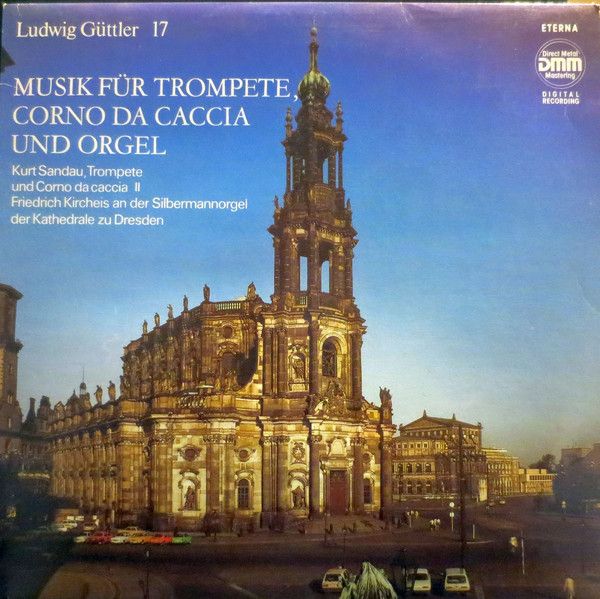 Ludwig Güttler 17
MUSIK FÜR TROMPETE,
CORNO DA CACCIA
UND ORGEL
Kurt Sandau, Trompete
und Corno da caccia II
Friedrich Kircheis an der Silbermannorgel
der Kathedrale zu Dresden
ETERNA
Direct Metal
DMM
Mastering
DIGITAL
RECORDING